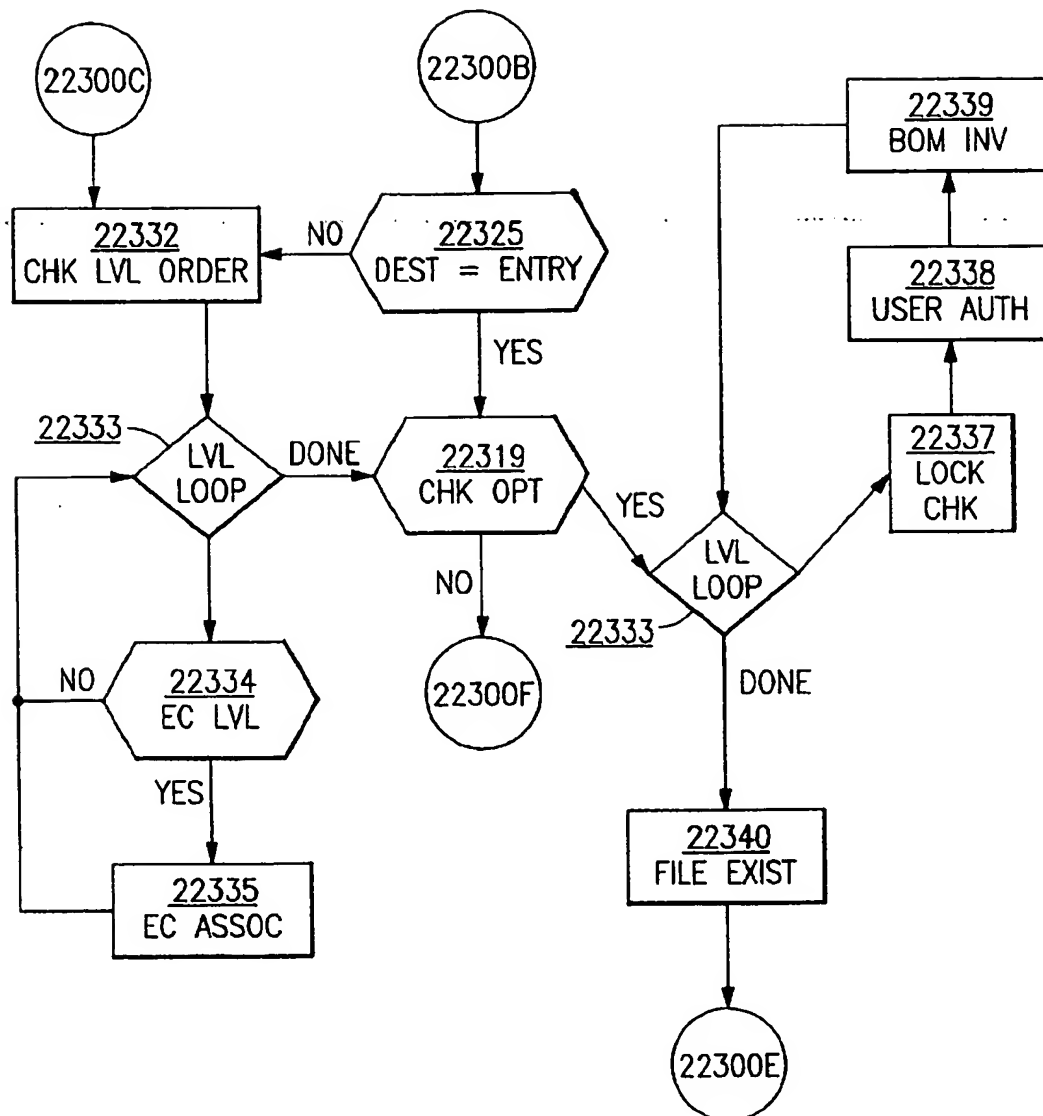 22300C
22300B
22339
BOM INV
22332
CHK LVL ORDER
NO
22325
DEST = ENTRY
22338
USER AUTH
YES
22333
LVL
LOOP
DONE
22319
CHK OPT
YES
22337
LOCK
CHK
NO
LVL
LOOP
22333
NO
22334
EC LVL
22300F
DONE
YES
22335
EC ASSOC
22340
FILE EXIST
22300E